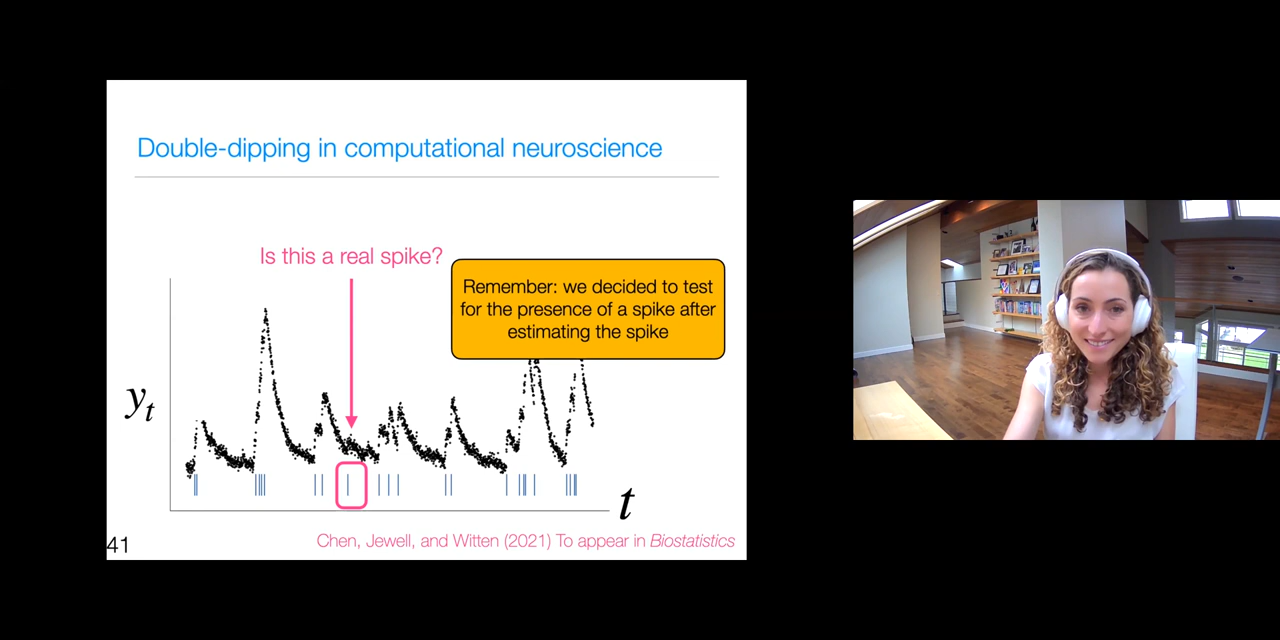 Double-dipping in computational neuroscience
Is this a real spike?
Remember: we decided to test
for the presence of a spike after
estimating the spike
yt
t
Chen, Jewell, and Witten (2021) To appear in Biostatistics
41